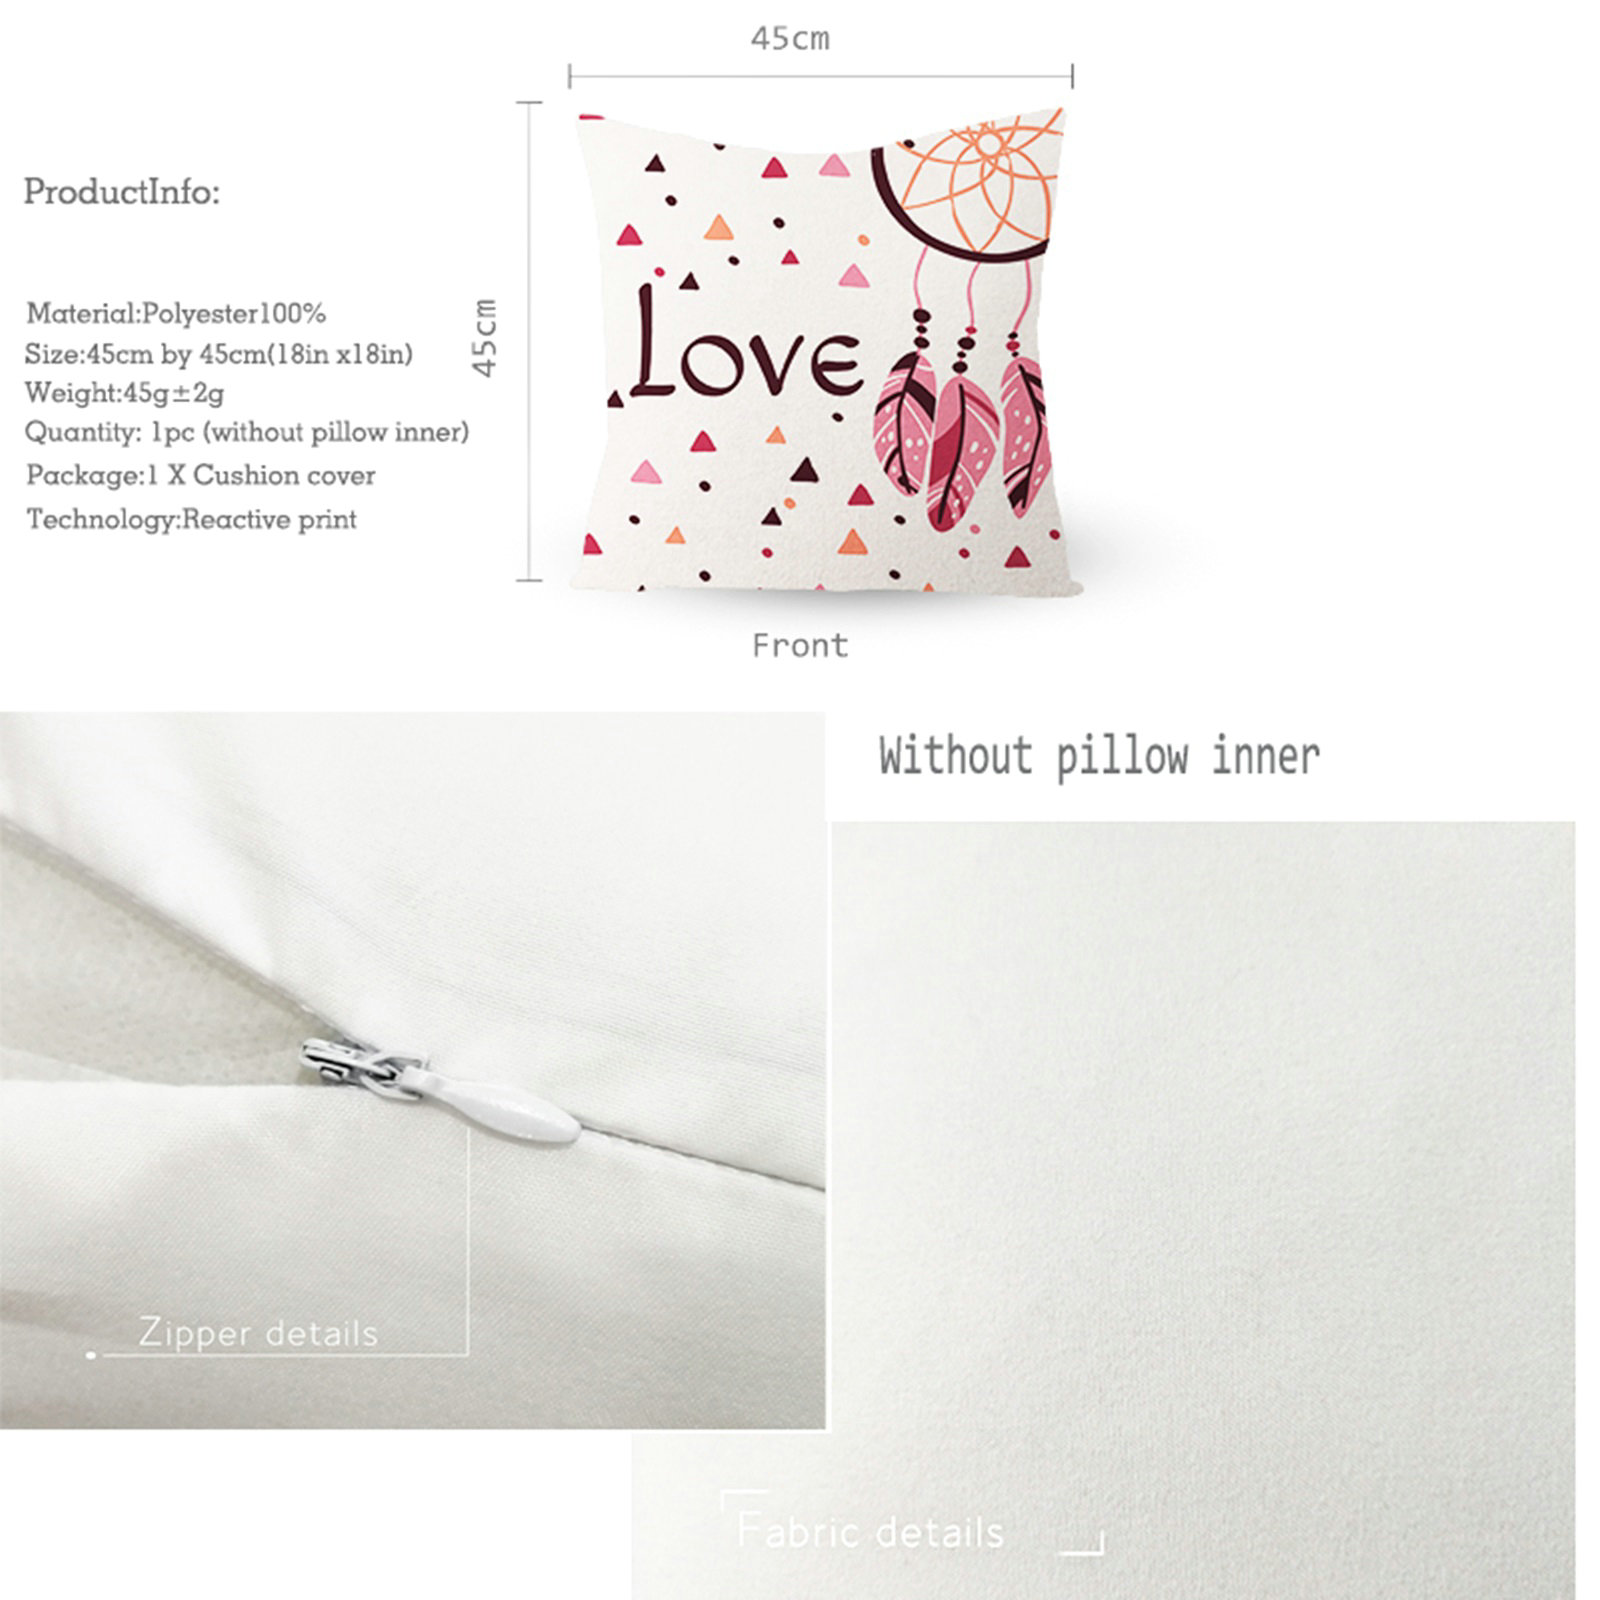 45cm
ProductInfo:
45cm
Material:Polyester100%
Size:45cm by 45cm(18in x18in)
Weight:45g±2g
Quantity: 1pc (without pillow inner)
Package:1 X Cushion cover
Technology:Reactive print
Love
Front
Without pillow inner
Zipper details
Fabric details